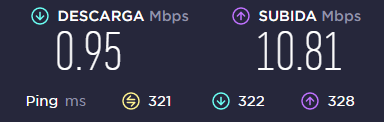 DESCARGA Mbps SUBIDA Mbps
0.95 10.81
Ping ms 321 322 328